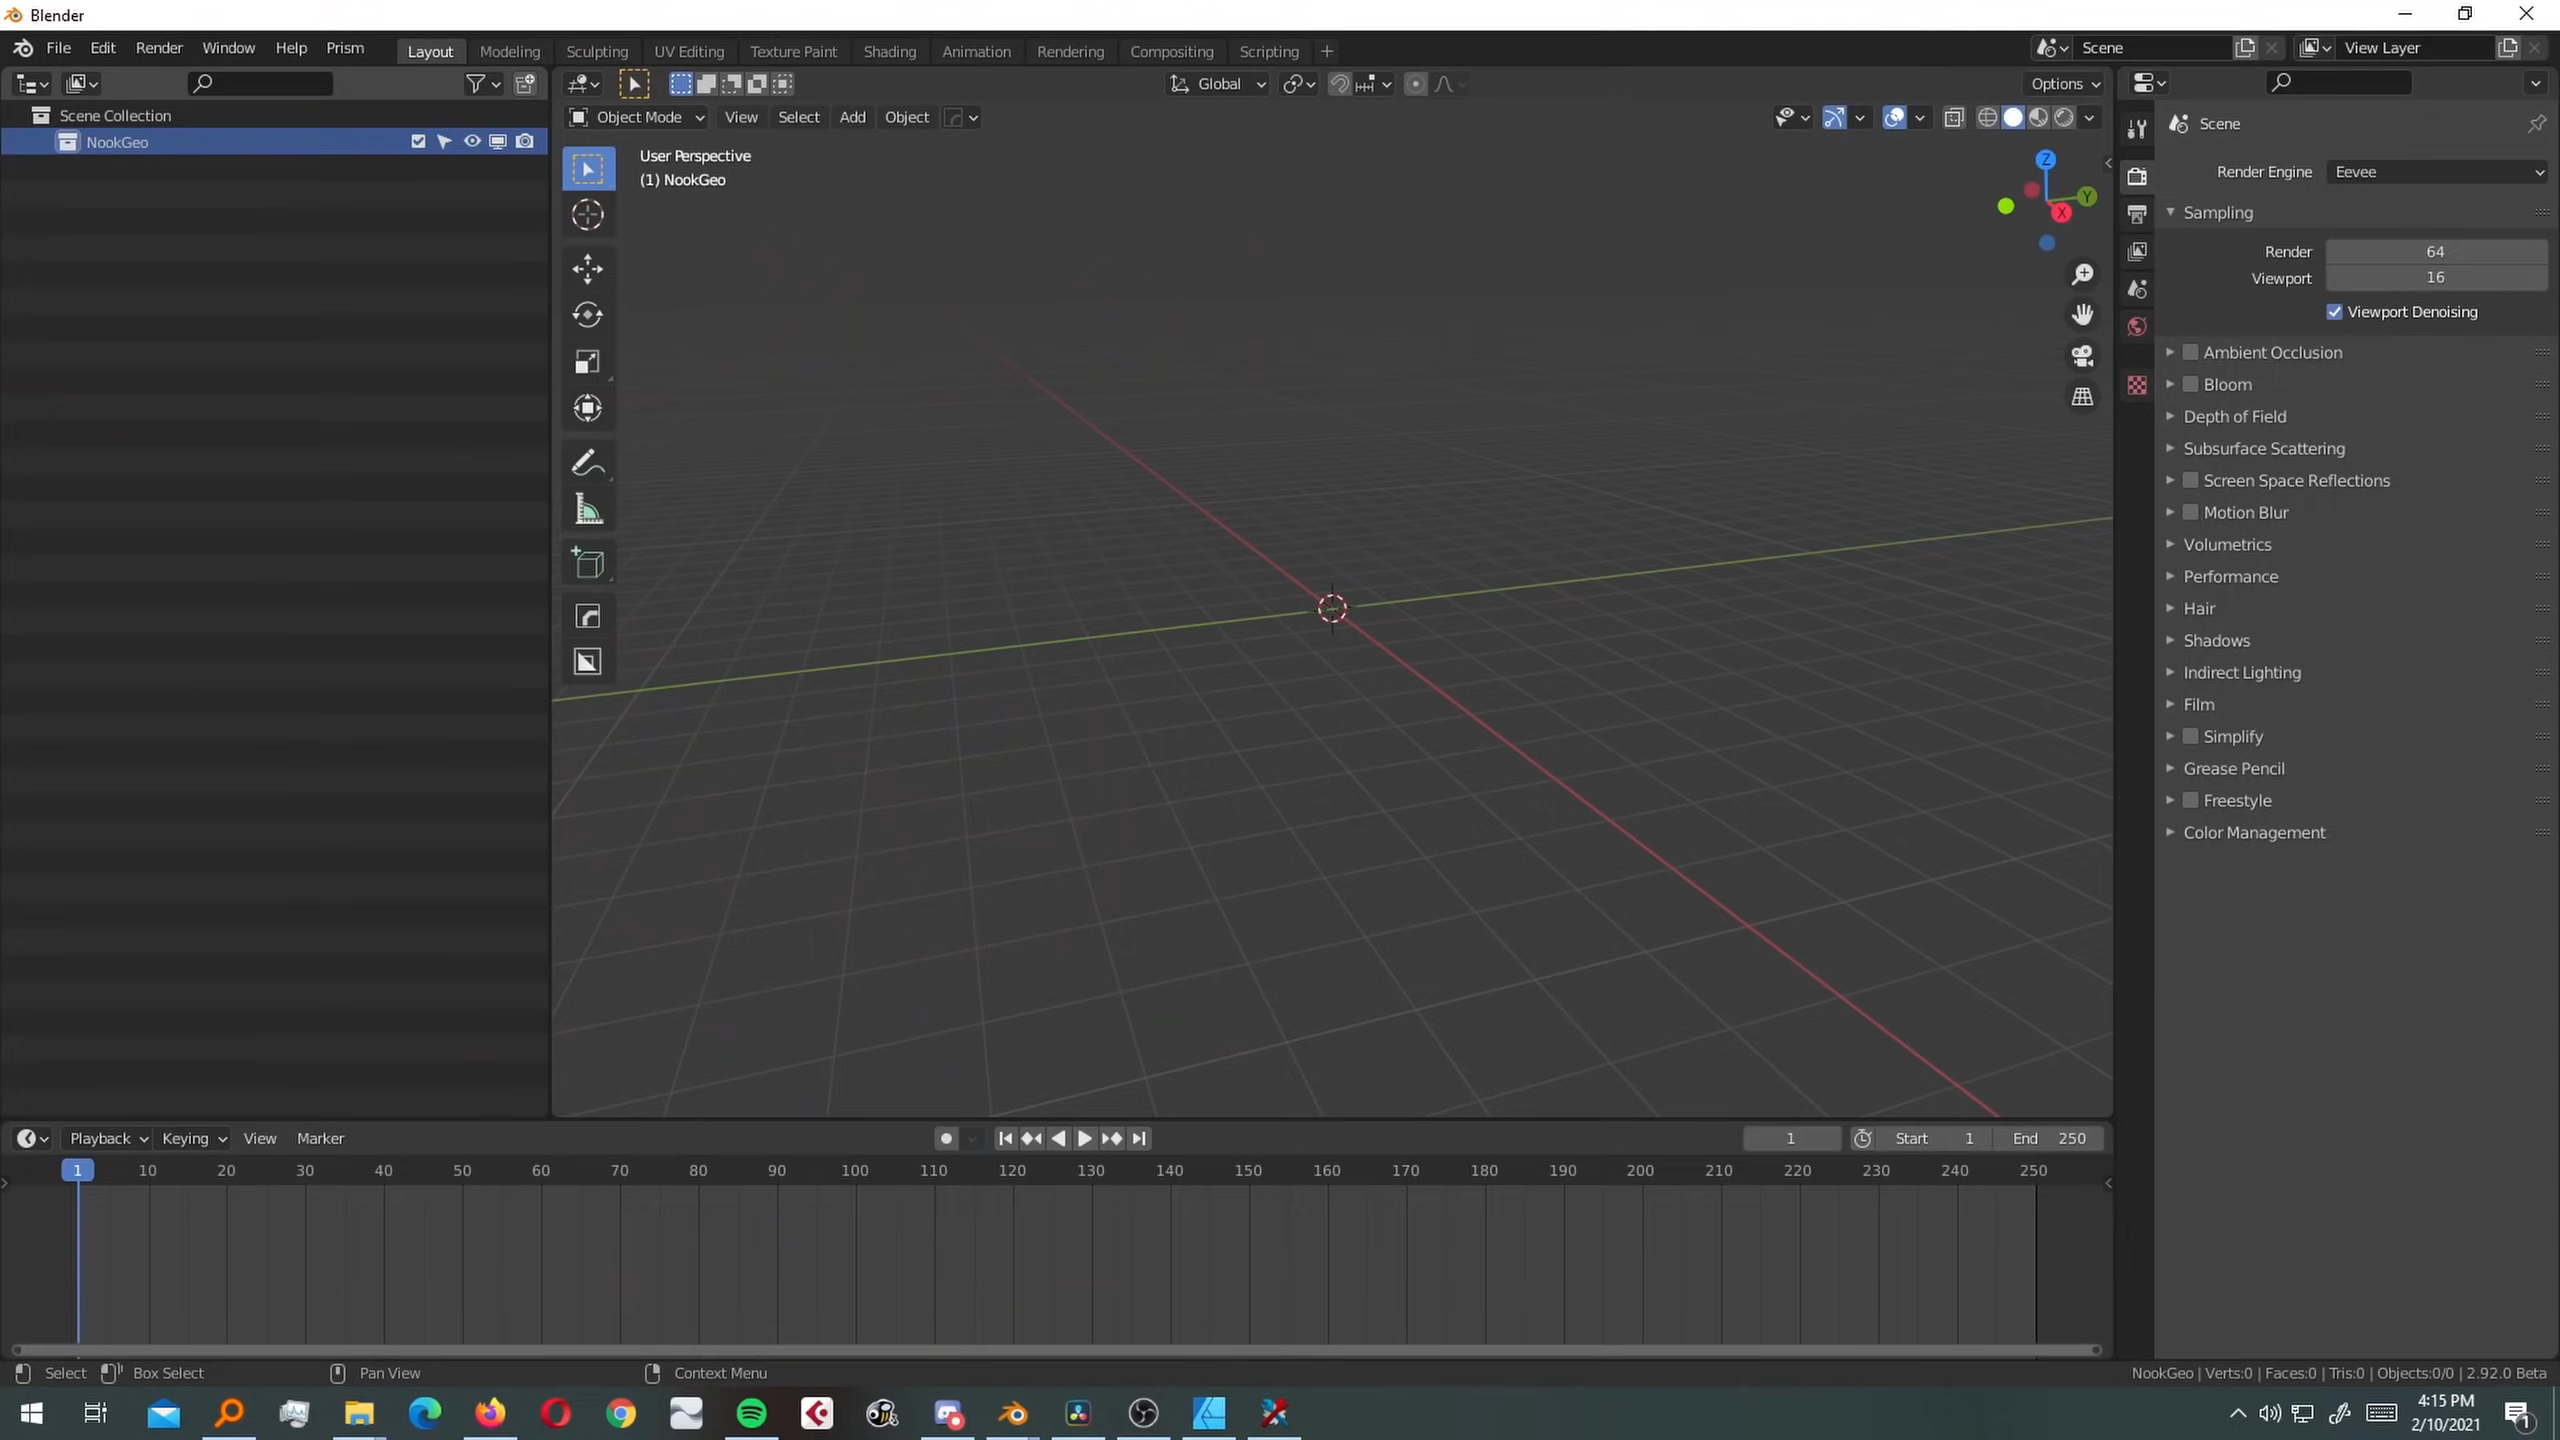 Blender
File Edit Render Window Help Prism Layout Modeling Sculpting UV Editing Texture Paint Shading Animation Rendering Compositing Scripting + Scene View Layer
Global Options
Scene Collection
Object Mode View Select Add Object
NookGeo
User Perspective
(1) NookGeo
Z
Y
X
Scene
Render Engine Eevee
Sampling
Render 64
Viewport 16
Viewport Denoising
Ambient Occlusion
Bloom
Depth of Field
Subsurface Scattering
Screen Space Reflections
Motion Blur
Volumetrics
Performance
Hair
Shadows
Indirect Lighting
Film
Simplify
Grease Pencil
Freestyle
Color Management
Playback Keying View Marker 1 Start 1 End 250
1 10 20 30 40 50 60 70 80 90 100 110 120 130 140 150 160 170 180 190 200 210 220 230 240 250
Select Box Select Pan View Context Menu NookGeo | Verts:0 | Faces:0 | Tris:0 | Objects:0/0 | 2.92.0 Beta
4:15 PM
2/10/2021
1